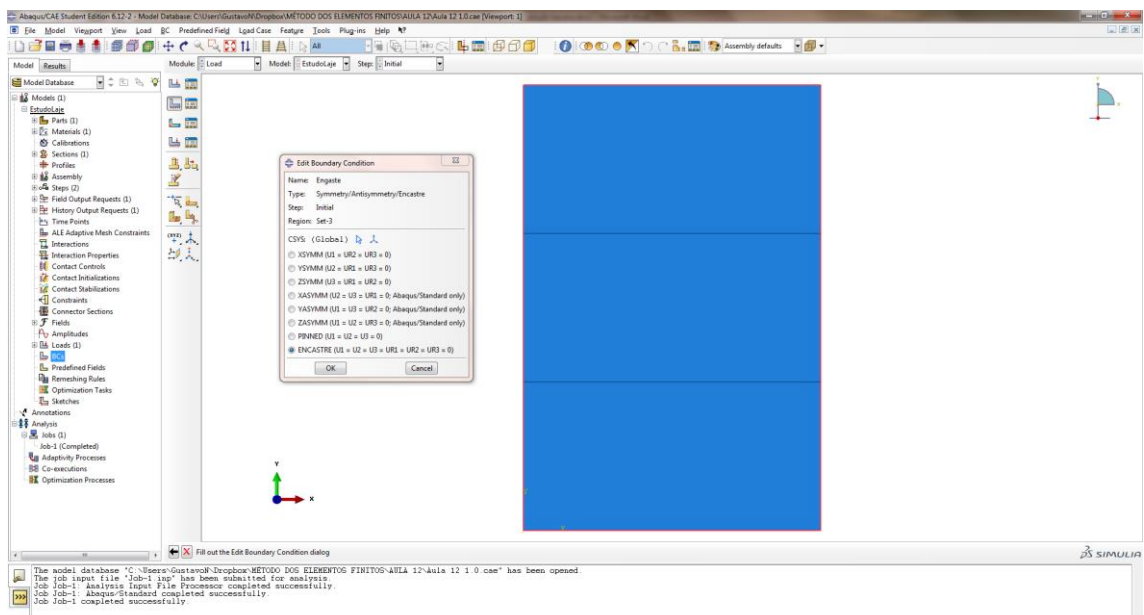 Abaqus/CAE Student Edition 6.12-2 - Model Database: C:\Users\GustavoN\Dropbox\MÉTODO DOS ELEMENTOS FINITOS\AULA 12\Aula 12 1.0.cae [Viewport: 1]
File Model Viewport View Load BC Predefined Field Load Case Feature Tools Plug-ins Help
All Assembly defaults
Model Results Module: Load Model: EstudoLaje Step: Initial
Model Database
Models (1)
EstudoLaje
Parts (1)
Materials (1)
Calibrations
Sections (1)
Profiles
Assembly
Steps (2)
Field Output Requests (1)
History Output Requests (1)
Time Points
ALE Adaptive Mesh Constraints
Interactions
Interaction Properties
Contact Controls
Contact Initializations
Contact Stabilizations
Constraints
Connector Sections
Fields
Amplitudes
Loads (1)
BCs
Predefined Fields
Remeshing Rules
Optimization Tasks
Sketches
Annotations
Analysis
Jobs (1)
Job-1 (Completed)
Adaptivity Processes
Co-executions
Optimization Processes
(XYZ)
Edit Boundary Condition
Name: Engaste
Type: Symmetry/Antisymmetry/Encastre
Step: Initial
Region: Set-3
CSYS: (Global)
XSYMM (U1 = UR2 = UR3 = 0)
YSYMM (U2 = UR1 = UR3 = 0)
ZSYMM (U3 = UR1 = UR2 = 0)
XASYMM (U2 = U3 = UR1 = 0; Abaqus/Standard only)
YASYMM (U1 = U3 = UR2 = 0; Abaqus/Standard only)
ZASYMM (U1 = U2 = UR3 = 0; Abaqus/Standard only)
PINNED (U1 = U2 = U3 = 0)
ENCASTRE (U1 = U2 = U3 = UR1 = UR2 = UR3 = 0)
OK Cancel
Y
X
Fill out the Edit Boundary Condition dialog
SIMULIA
The model database "C:\Users\GustavoN\Dropbox\MÉTODO DOS ELEMENTOS FINITOS\AULA 12\Aula 12 1.0.cae" has been opened.
The job input file "Job-1.inp" has been submitted for analysis.
Job Job-1: Analysis Input File Processor completed successfully.
Job Job-1: Abaqus/Standard completed successfully.
Job Job-1 completed successfully.